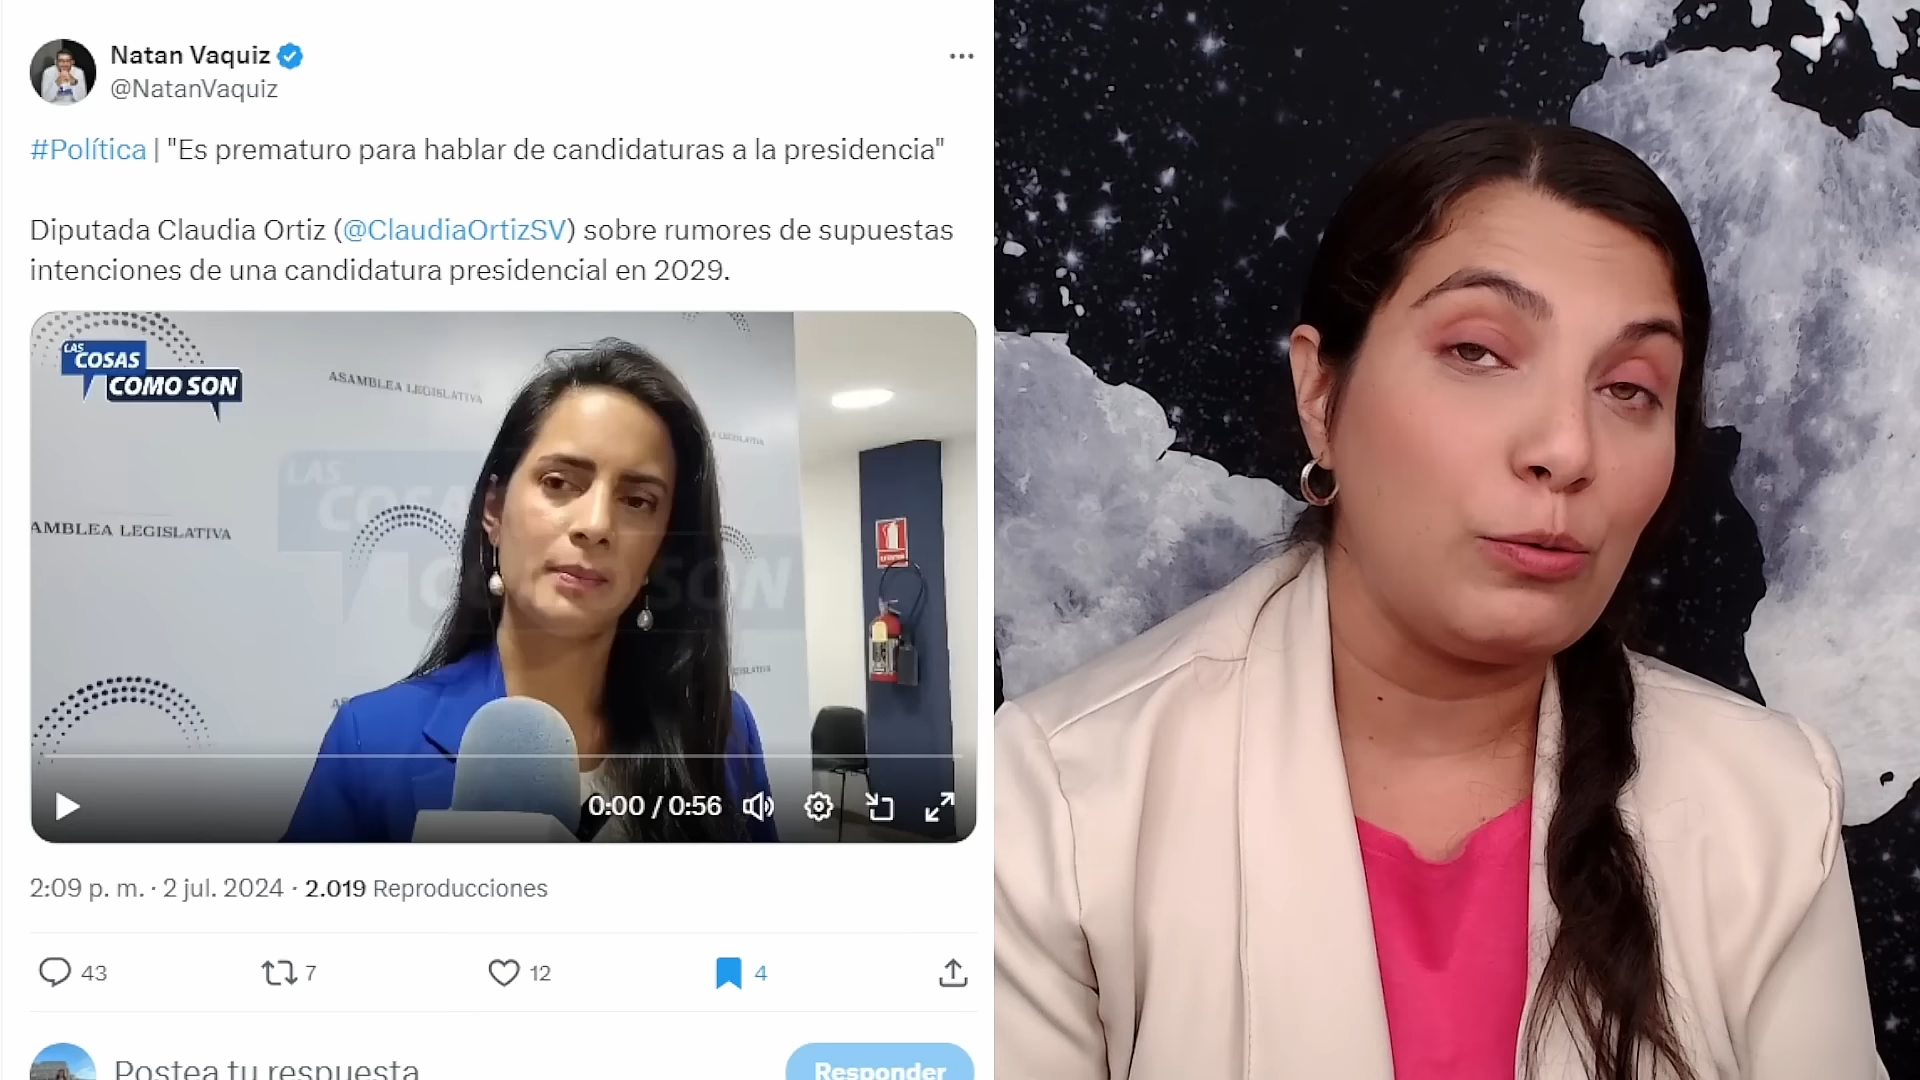 Natan Vaquiz
@NatanVaquiz
#Política | "Es prematuro para hablar de candidaturas a la presidencia"
Diputada Claudia Ortiz (@ClaudiaOrtizSV) sobre rumores de supuestas
intenciones de una candidatura presidencial en 2029.
LAS
COSAS
COMO SON
ASAMBLEA LEGISLATIVA
LAS
AMBLEA LEGISLATIVA
SON
0:00 / 0:56
2:09 p. m. · 2 jul. 2024 · 2.019 Reproducciones
43
7
12
4
Postea tu respuesta
Responder